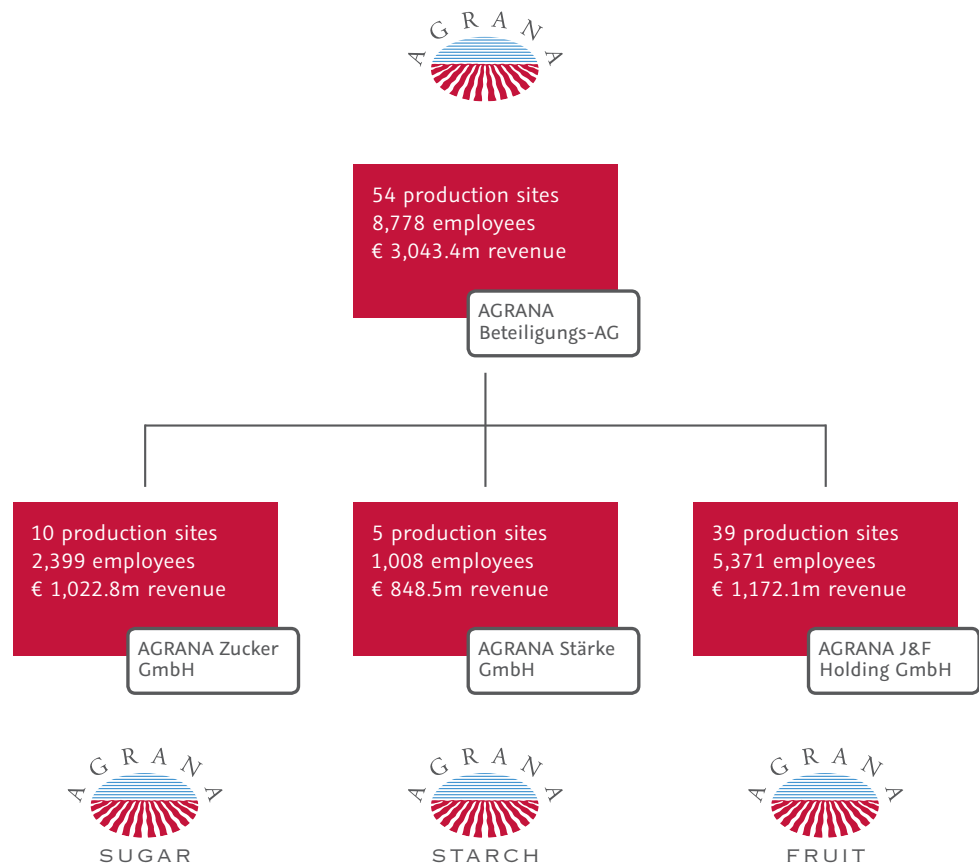 AGRANA
54 production sites
8,778 employees
€ 3,043.4m revenue
AGRANA
Beteiligungs-AG
10 production sites
2,399 employees
€ 1,022.8m revenue
AGRANA Zucker
GmbH
5 production sites
1,008 employees
€ 848.5m revenue
AGRANA Stärke
GmbH
39 production sites
5,371 employees
€ 1,172.1m revenue
AGRANA J&F
Holding GmbH
AGRANA
SUGAR
AGRANA
STARCH
AGRANA
FRUIT